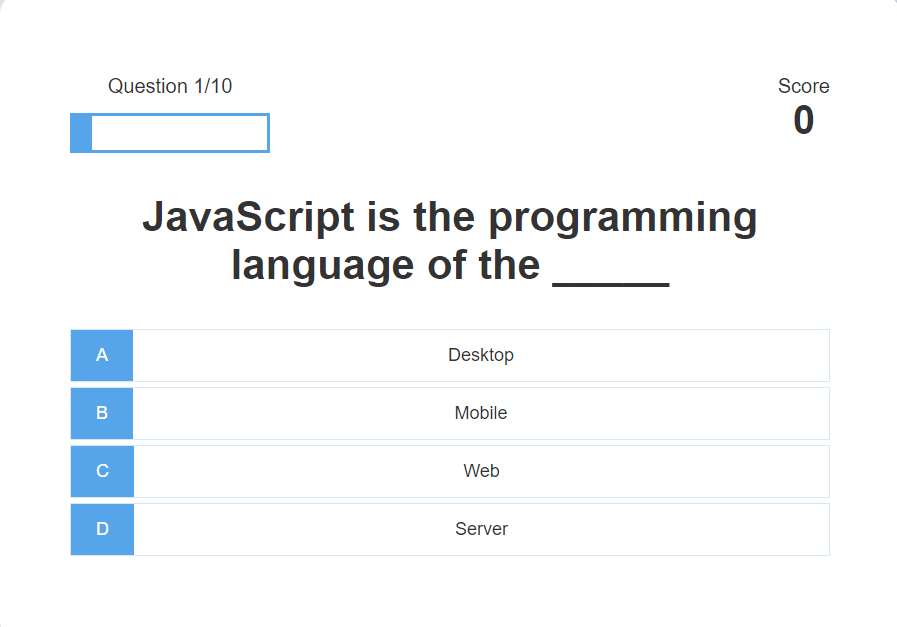 Question 1/10
Score
0
JavaScript is the programming
language of the _____
A Desktop
B Mobile
C Web
D Server